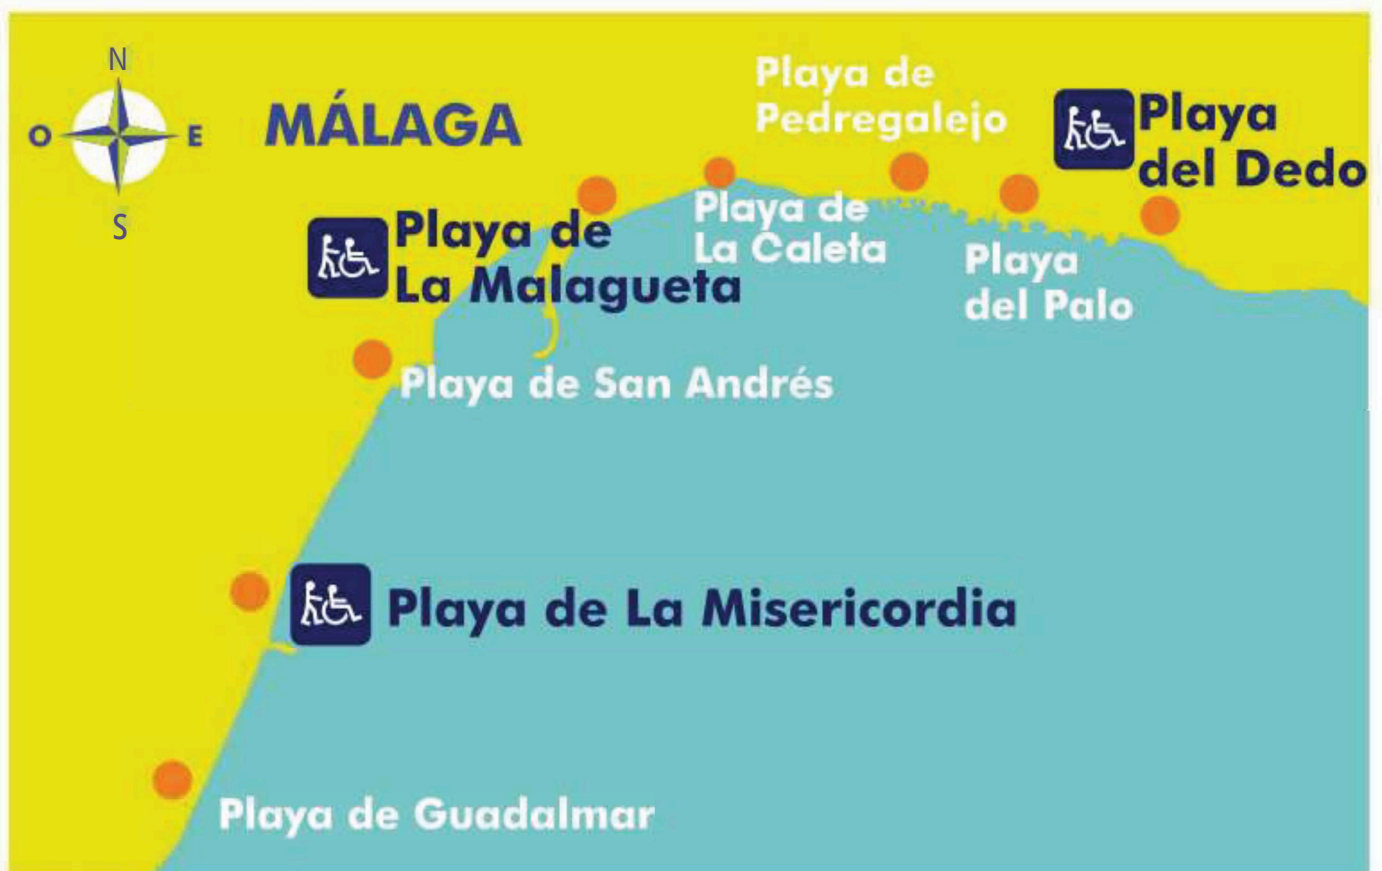 N
O
E
S
MÁLAGA
Playa de
Pedregalejo
Playa
del Dedo
Playa de
La Malagueta
Playa de
La Caleta
Playa
del Palo
Playa de San Andrés
Playa de La Misericordia
Playa de Guadalmar